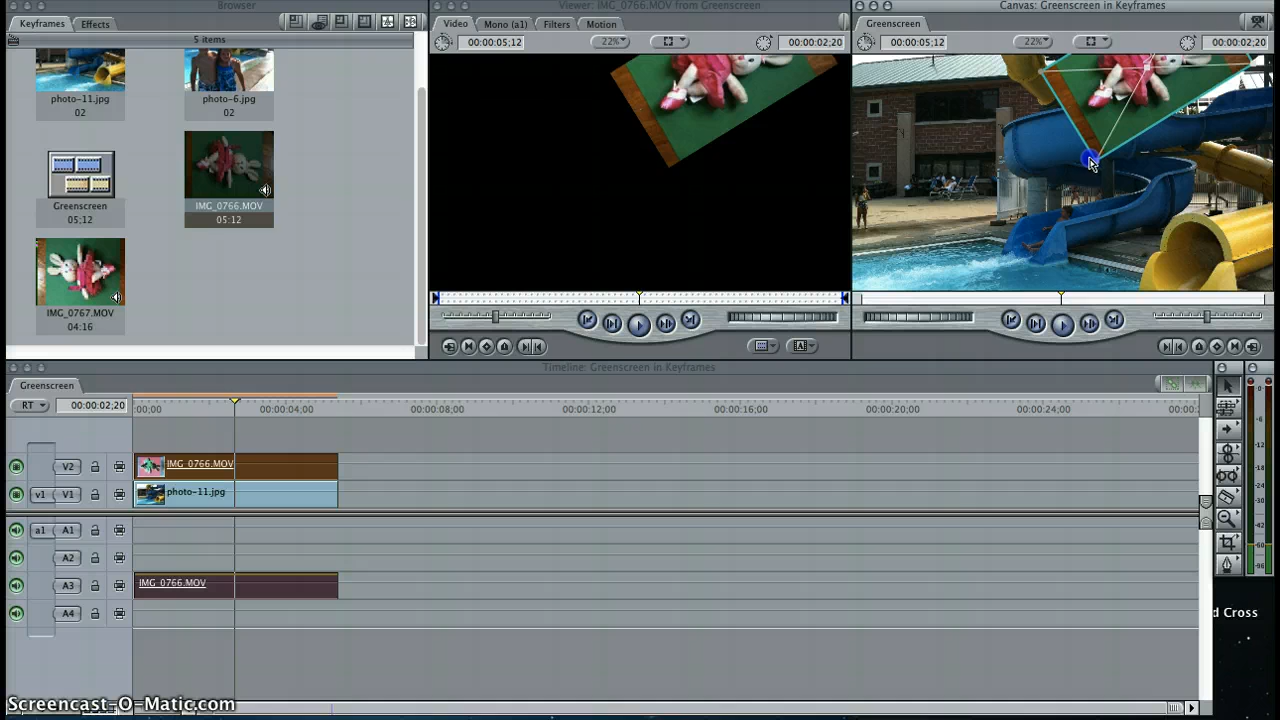 Browser
Viewer: IMG_0766.MOV from Greenscreen
Canvas: Greenscreen in Keyframes
Keyframes Effects
Video Mono (a1) Filters Motion
Greenscreen
5 items
00:00:05;12 22% 00:00:02;20
00:00:05;12 22% 00:00:02;20
photo-11.jpg
02
photo-6.jpg
02
Greenscreen
05:12
IMG_0766.MOV
05:12
IMG_0767.MOV
04:16
Timeline: Greenscreen in Keyframes
Greenscreen
RT 00:00:02;20 :00;00 00:00:04;00 00:00:08;00 00:00:12;00 00:00:16;00 00:00:20;00 00:00:24;00 00:00:
V2 IMG_0766.MOV
v1 V1 photo-11.jpg
a1 A1
A2
A3 IMG_0766.MOV
A4
d Cross
Screencast-O-Matic.com